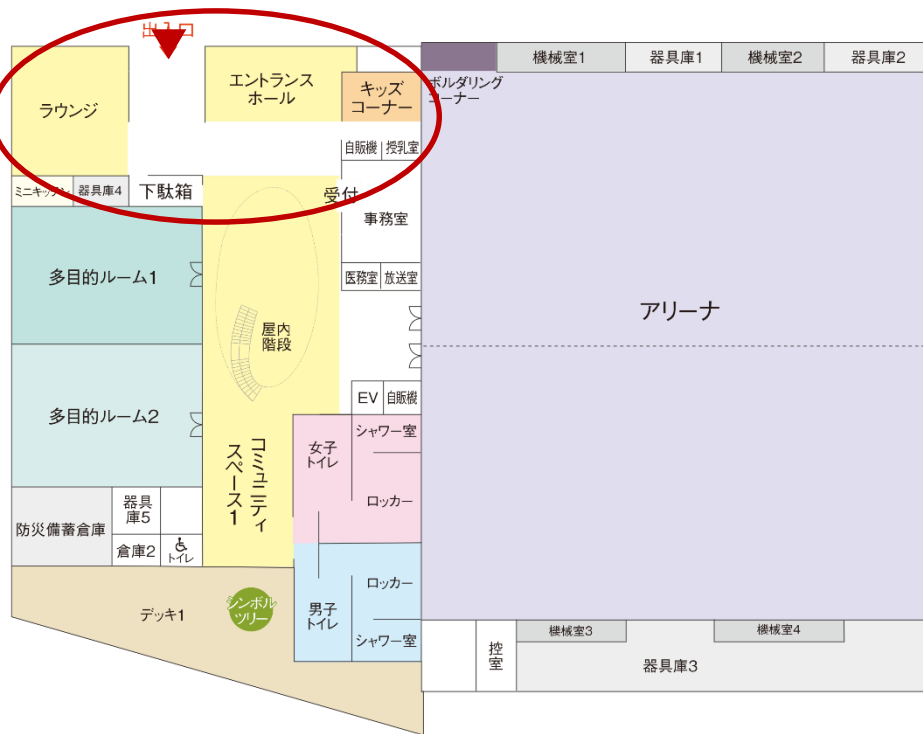 出入口
機械室1
器具庫1
機械室2
器具庫2
ラウンジ
エントランス
ホール
キッズ
コーナー
ボルダリング
コーナー
自販機
授乳室
ミニキッチン
器具庫4
下駄箱
受付
事務室
多目的ルーム1
医務室
放送室
アリーナ
屋内
階段
EV
自販機
多目的ルーム2
シャワー室
女子
トイレ
コミュニティ
スペース1
ロッカー
防災備蓄倉庫
器具
庫5
倉庫2
トイレ
ロッカー
デッキ1
シンボル
ツリー
男子
トイレ
シャワー室
機械室3
機械室4
控室
器具庫3